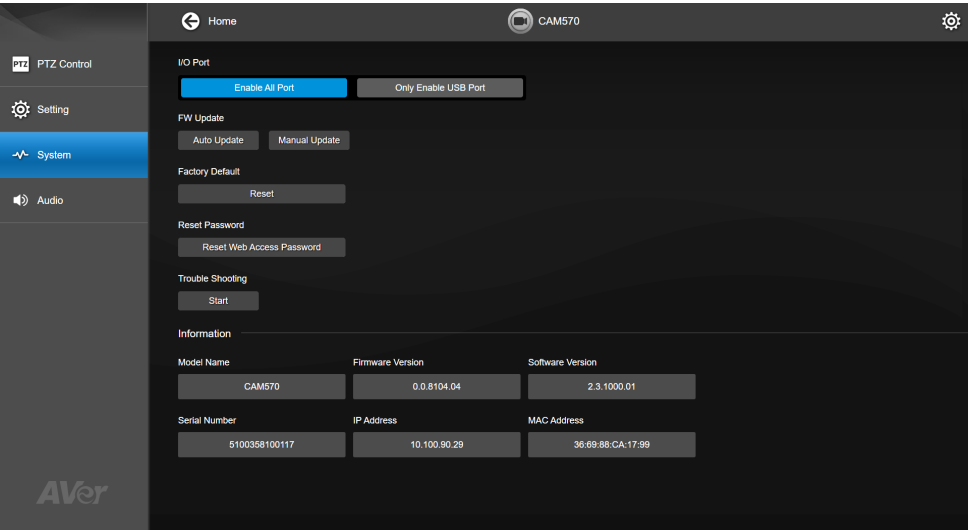 Home
CAM570
PTZ PTZ Control
Setting
System
Audio
AVer
I/O Port
Enable All Port Only Enable USB Port
FW Update
Auto Update Manual Update
Factory Default
Reset
Reset Password
Reset Web Access Password
Trouble Shooting
Start
Information
Model Name Firmware Version Software Version
CAM570 0.0.8104.04 2.3.1000.01
Serial Number IP Address MAC Address
5100358100117 10.100.90.29 36:69:88:CA:17:99